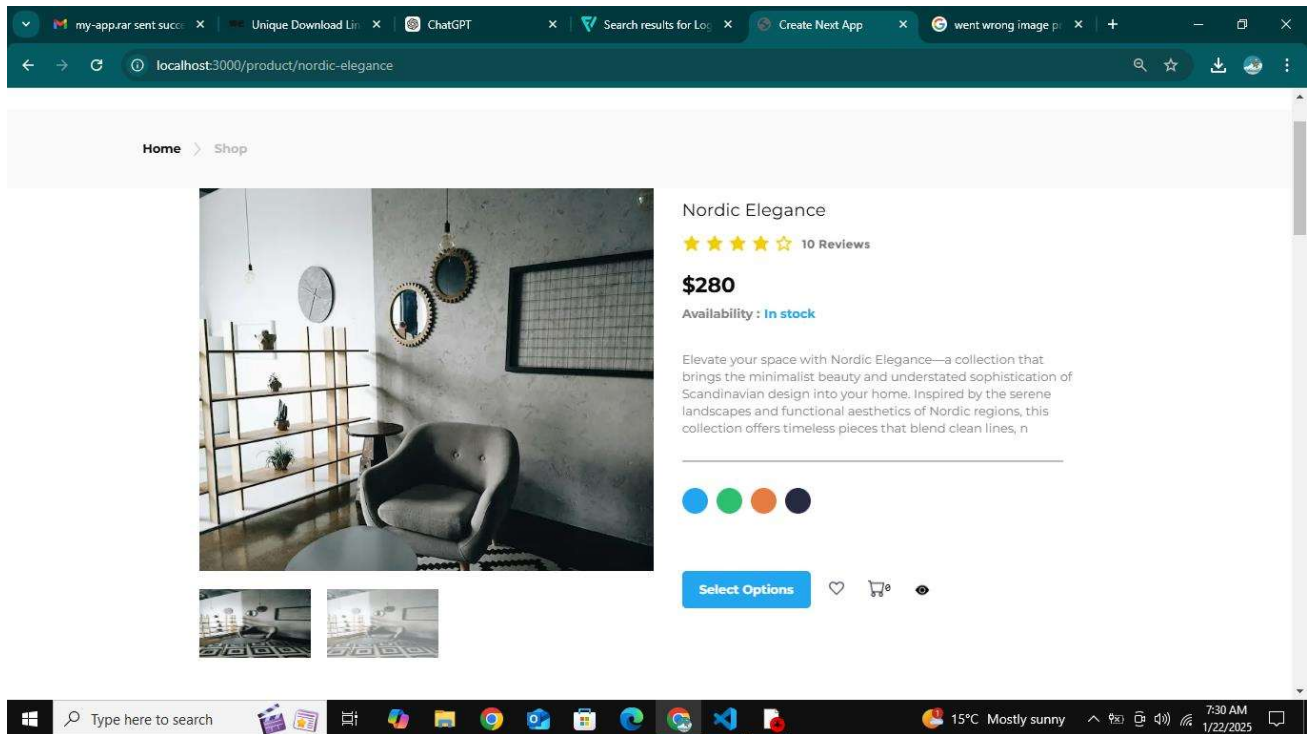 my-app.rar sent succe
Unique Download Lin
ChatGPT
Search results for Log
Create Next App
went wrong image pr
localhost:3000/product/nordic-elegance
Home > Shop
Nordic Elegance
10 Reviews
$280
Availability : In stock
Elevate your space with Nordic Elegance—a collection that
brings the minimalist beauty and understated sophistication of
Scandinavian design into your home. Inspired by the serene
landscapes and functional aesthetics of Nordic regions, this
collection offers timeless pieces that blend clean lines, n
Select Options
Type here to search
15°C Mostly sunny
7:30 AM
1/22/2025